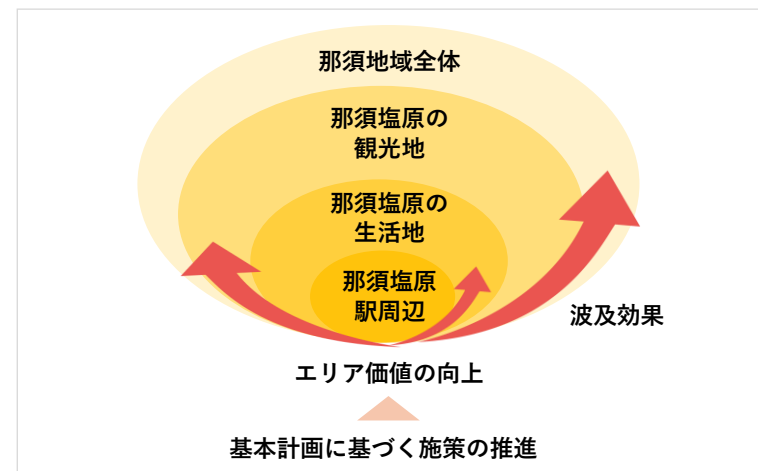 那須地域全体
那須塩原の
観光地
那須塩原の
生活地
那須塩原
駅周辺
波及効果
エリア価値の向上
基本計画に基づく施策の推進